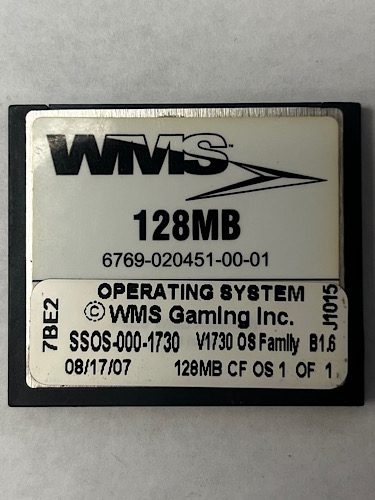 WMS™
128MB
6769-020451-00-01
OPERATING SYSTEM
© WMS Gaming Inc.
SSOS-000-1730 V1730 OS Family B1.6
08/17/07 128MB CF OS 1 OF 1
7BE2
J1015